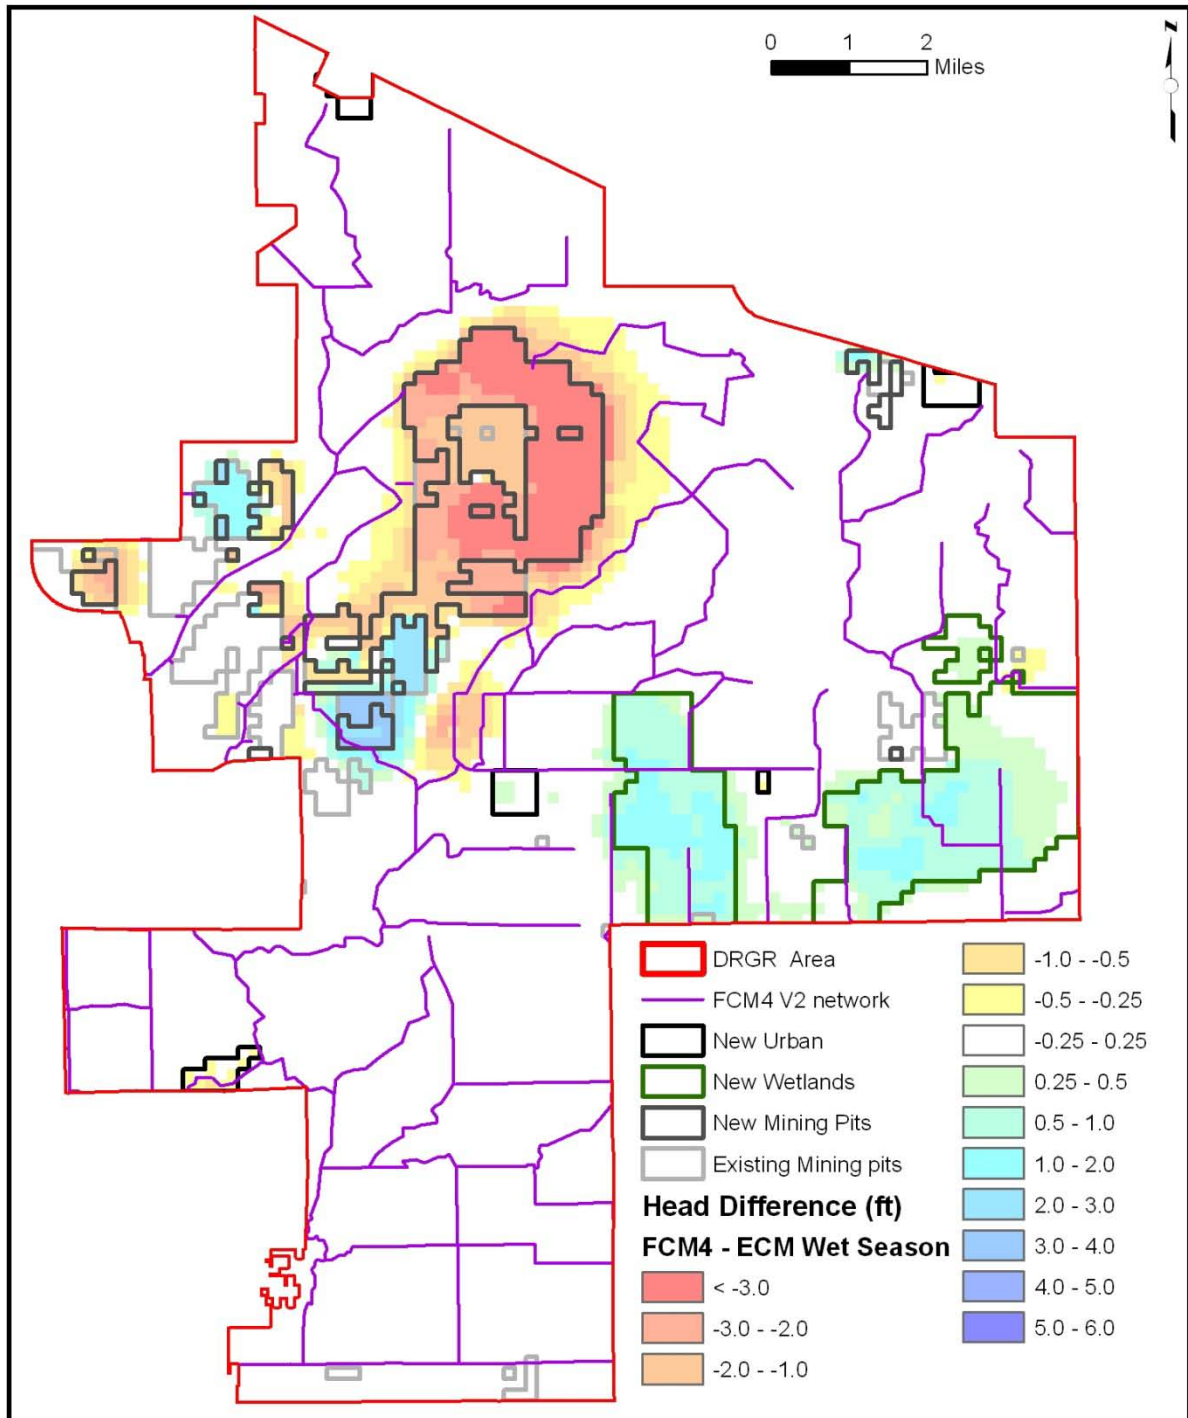 0 1 2
Miles
N
DRGR Area
FCM4 V2 network
New Urban
New Wetlands
New Mining Pits
Existing Mining pits
Head Difference (ft)
FCM4 - ECM Wet Season
< -3.0
-3.0 - -2.0
-2.0 - -1.0
-1.0 - -0.5
-0.5 - -0.25
-0.25 - 0.25
0.25 - 0.5
0.5 - 1.0
1.0 - 2.0
2.0 - 3.0
3.0 - 4.0
4.0 - 5.0
5.0 - 6.0